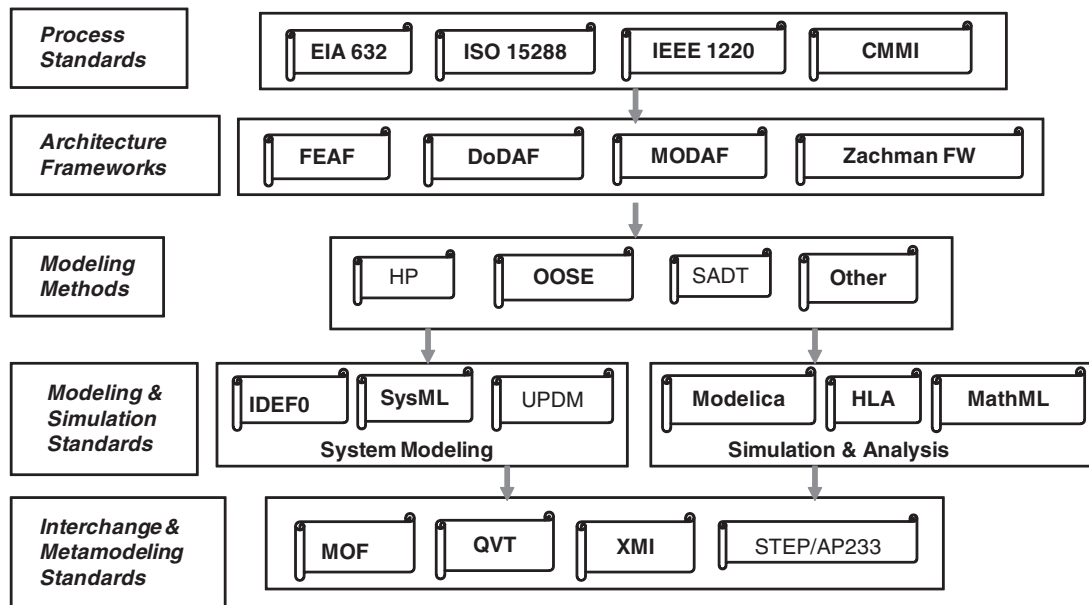 Process
Standards
EIA 632
ISO 15288
IEEE 1220
CMMI
Architecture
Frameworks
FEAF
DoDAF
MODAF
Zachman FW
Modeling
Methods
HP
OOSE
SADT
Other
Modeling &
Simulation
Standards
IDEF0
SysML
UPDM
System Modeling
Modelica
HLA
MathML
Simulation & Analysis
Interchange &
Metamodeling
Standards
MOF
QVT
XMI
STEP/AP233